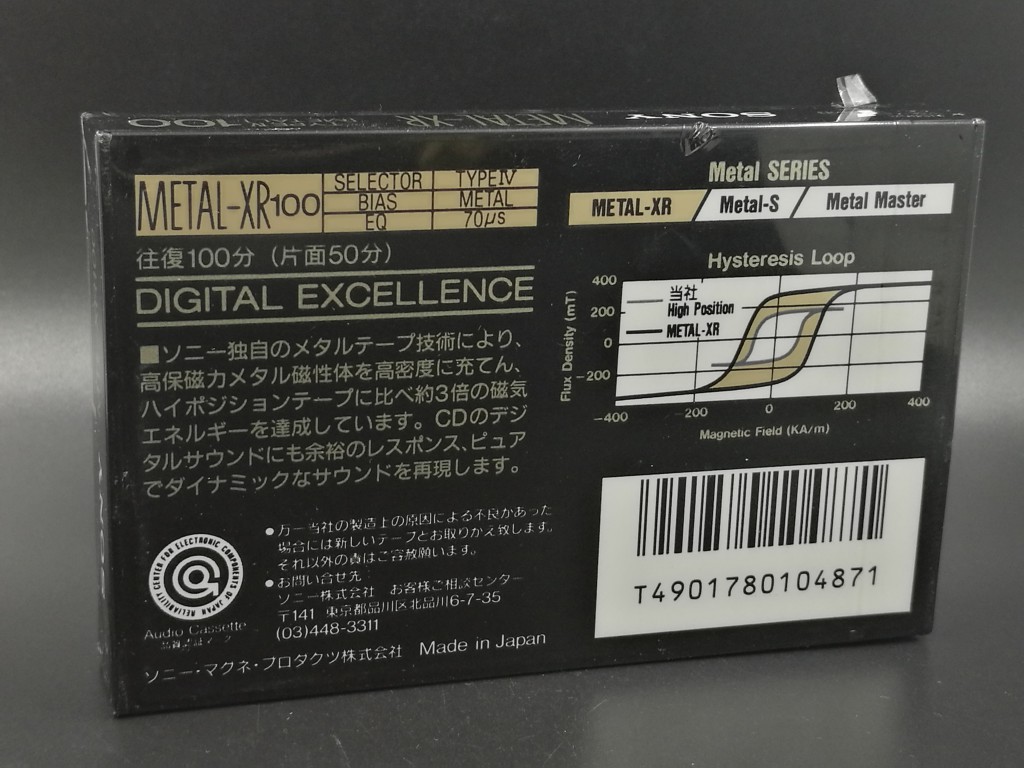 METAL-XR
SONY
METAL-XR100
SELECTOR TYPEⅣ
BIAS METAL
EQ 70μs
往復100分(片面50分)
DIGITAL EXCELLENCE
■ソニー独自のメタルテープ技術により、
高保磁力メタル磁性体を高密度に充てん、
ハイポジションテープに比べ約3倍の磁気
エネルギーを達成しています。CDのデジ
タルサウンドにも余裕のレスポンス、ピュア
でダイナミックなサウンドを再現します。
●万一当社の製造上の原因による不良があった
場合には新しいテープとお取りかえ致します。
それ以外の責はご容赦願います。
●お問い合せ先
ソニー株式会社 お客様ご相談センター
〒141 東京都品川区北品川6-7-35
(03)448-3311
RELIABILITY CENTER FOR ELECTRONIC COMPONENTS OF JAPAN
Audio Cassette
ソニー・マグネ・プロダクツ株式会社 Made in Japan
Metal SERIES
METAL-XR Metal-S Metal Master
Hysteresis Loop
当社
High Position
METAL-XR
Flux Density (mT)
400
200
0
-200
-400 -200 0 200 400
Magnetic Field (KA/m)
T4901780104871